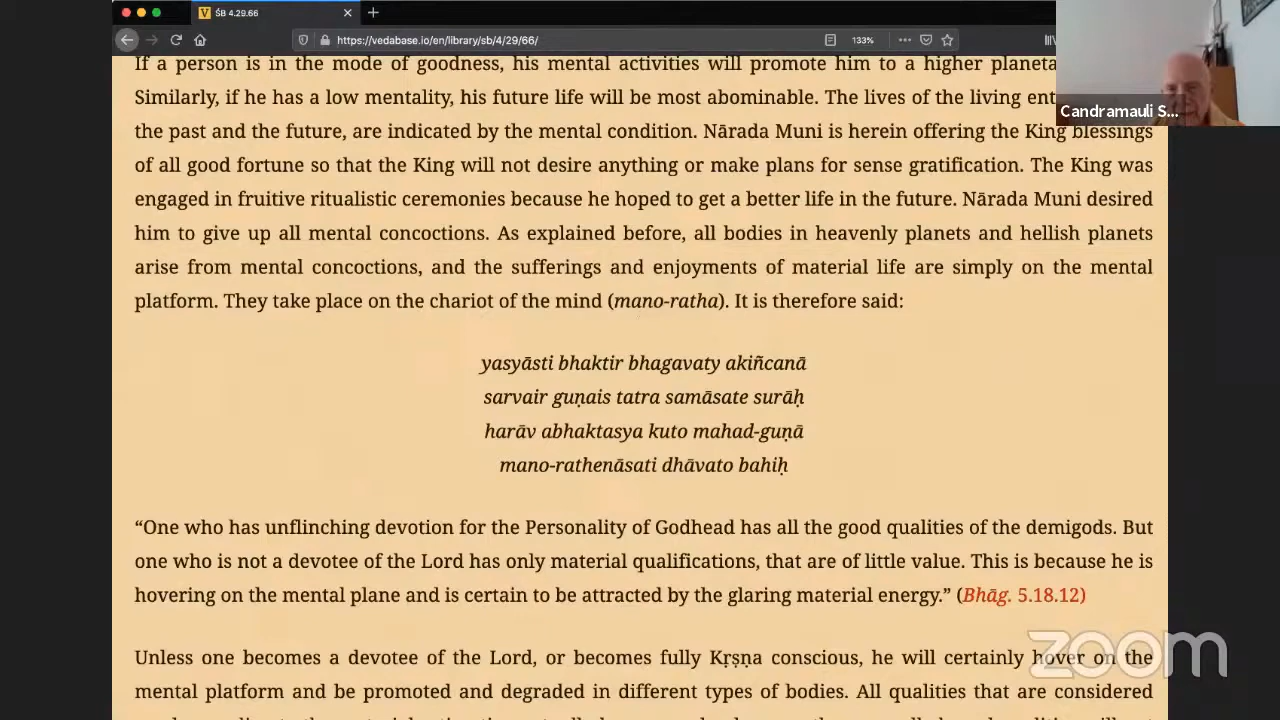 ŚB 4.29.66
https://vedabase.io/en/library/sb/4/29/66/
133%
Candramauli S...
If a person is in the mode of goodness, his mental activities will promote him to a higher
Similarly, if he has a low mentality, his future life will be most abominable. The lives of the living
the past and the future, are indicated by the mental condition. Nārada Muni is herein offering the King blessings
of all good fortune so that the King will not desire anything or make plans for sense gratification. The King was
engaged in fruitive ritualistic ceremonies because he hoped to get a better life in the future. Nārada Muni desired
him to give up all mental concoctions. As explained before, all bodies in heavenly planets and hellish planets
arise from mental concoctions, and the sufferings and enjoyments of material life are simply on the mental
platform. They take place on the chariot of the mind (mano-ratha). It is therefore said:
yasyāsti bhaktir bhagavaty akiñcanā
sarvair guṇais tatra samāsate surāḥ
harāv abhaktasya kuto mahad-guṇā
mano-rathenāsati dhāvato bahiḥ
“One who has unflinching devotion for the Personality of Godhead has all the good qualities of the demigods. But
one who is not a devotee of the Lord has only material qualifications, that are of little value. This is because he is
hovering on the mental plane and is certain to be attracted by the glaring material energy.” (Bhāg. 5.18.12)
Unless one becomes a devotee of the Lord, or becomes fully Kṛṣṇa conscious, he will certainly hover on the
mental platform and be promoted and degraded in different types of bodies. All qualities that are considered
zoom